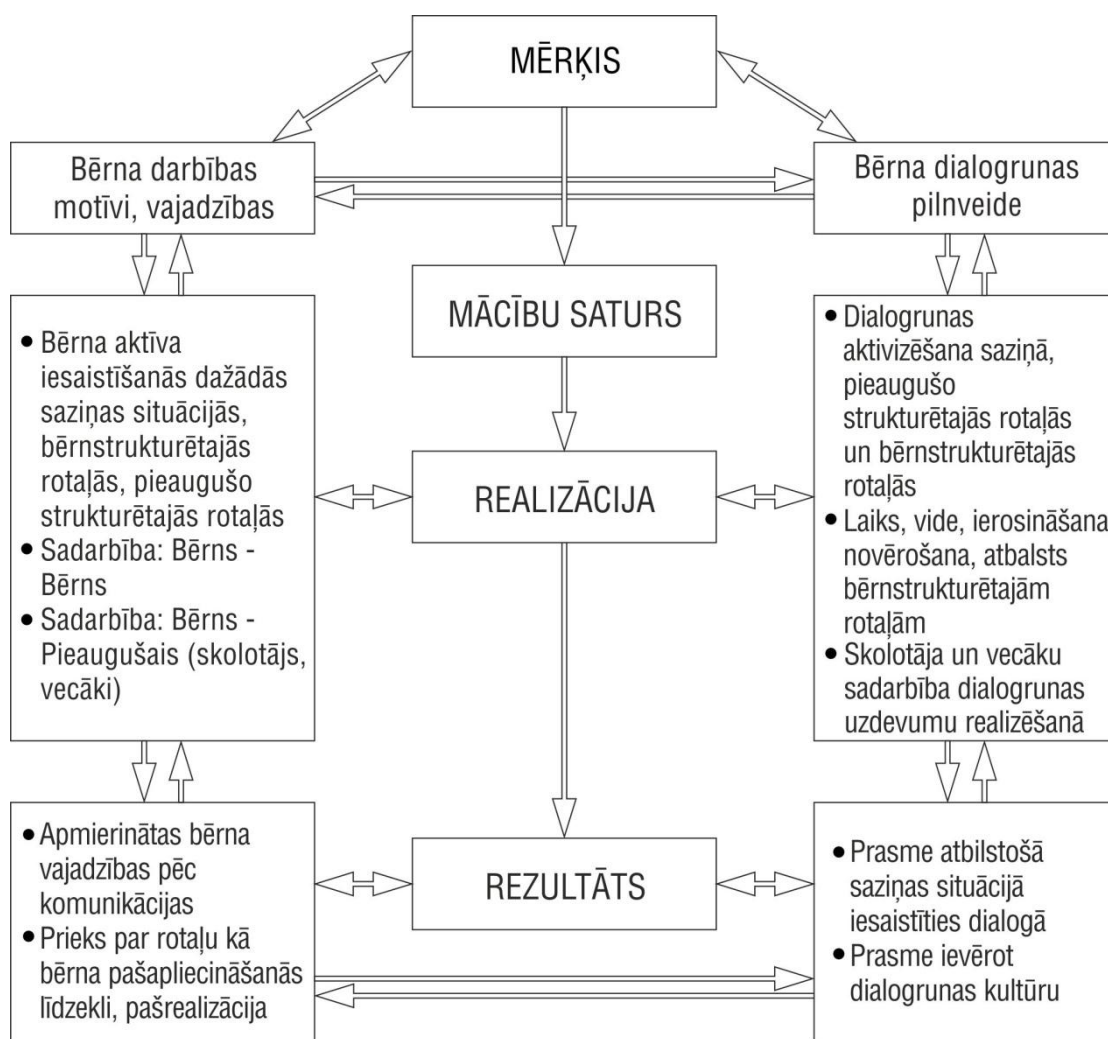 MĒRĶIS
Bērna darbības
motīvi, vajadzības
Bērna dialogrunas
pilnveide
MĀCĪBU SATURS
• Bērna aktīva
iesaistīšanās dažādās
saziņas situācijās,
bērnstrukturētajās
rotaļās, pieaugušo
strukturētajās rotaļās
• Sadarbība: Bērns -
Bērns
• Sadarbība: Bērns -
Pieaugušais (skolotājs,
vecāki)
REALIZĀCIJA
• Dialogrunas
aktivizēšana saziņā,
pieaugušo
strukturētajās rotaļās
un bērnstrukturētajās
rotaļās
• Laiks, vide, ierosināšana
novērošana, atbalsts
bērnstrukturētajām
rotaļām
• Skolotāja un vecāku
sadarbība dialogrunas
uzdevumu realizēšanā
• Apmierinātas bērna
vajadzības pēc
komunikācijas
• Prieks par rotaļu kā
bērna pašapliecināšanās
līdzekli, pašrealizācija
REZULTĀTS
• Prasme atbilstošā
saziņas situācijā
iesaistīties dialogā
• Prasme ievērot
dialogrunas kultūru